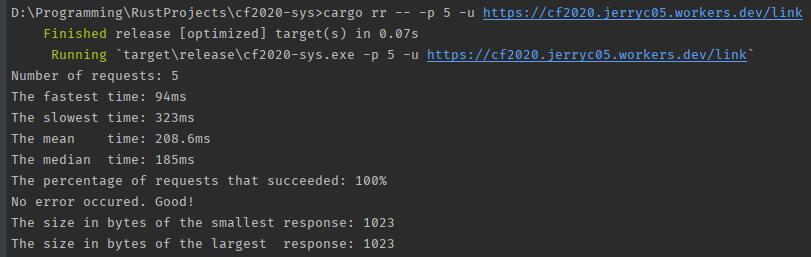 D:\Programming\RustProjects\cf2020-sys>cargo rr -- -p 5 -u https://cf2020.jerryc05.workers.dev/link
    Finished release [optimized] target(s) in 0.07s
     Running `target\release\cf2020-sys.exe -p 5 -u https://cf2020.jerryc05.workers.dev/link`
Number of requests: 5
The fastest time: 94ms
The slowest time: 323ms
The mean    time: 208.6ms
The median  time: 185ms
The percentage of requests that succeeded: 100%
No error occured. Good!
The size in bytes of the smallest response: 1023
The size in bytes of the largest  response: 1023